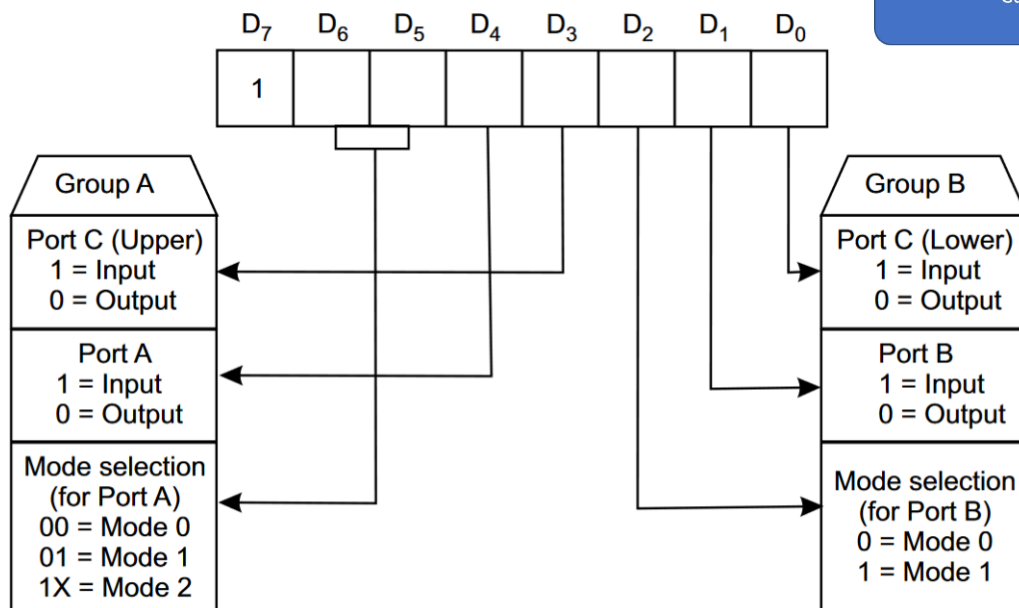 D₇ D₆ D₅ D₄ D₃ D₂ D₁ D₀
1
Group A
Port C (Upper)
1 = Input
0 = Output
Port A
1 = Input
0 = Output
Mode selection
(for Port A)
00 = Mode 0
01 = Mode 1
1X = Mode 2
Group B
Port C (Lower)
1 = Input
0 = Output
Port B
1 = Input
0 = Output
Mode selection
(for Port B)
0 = Mode 0
1 = Mode 1